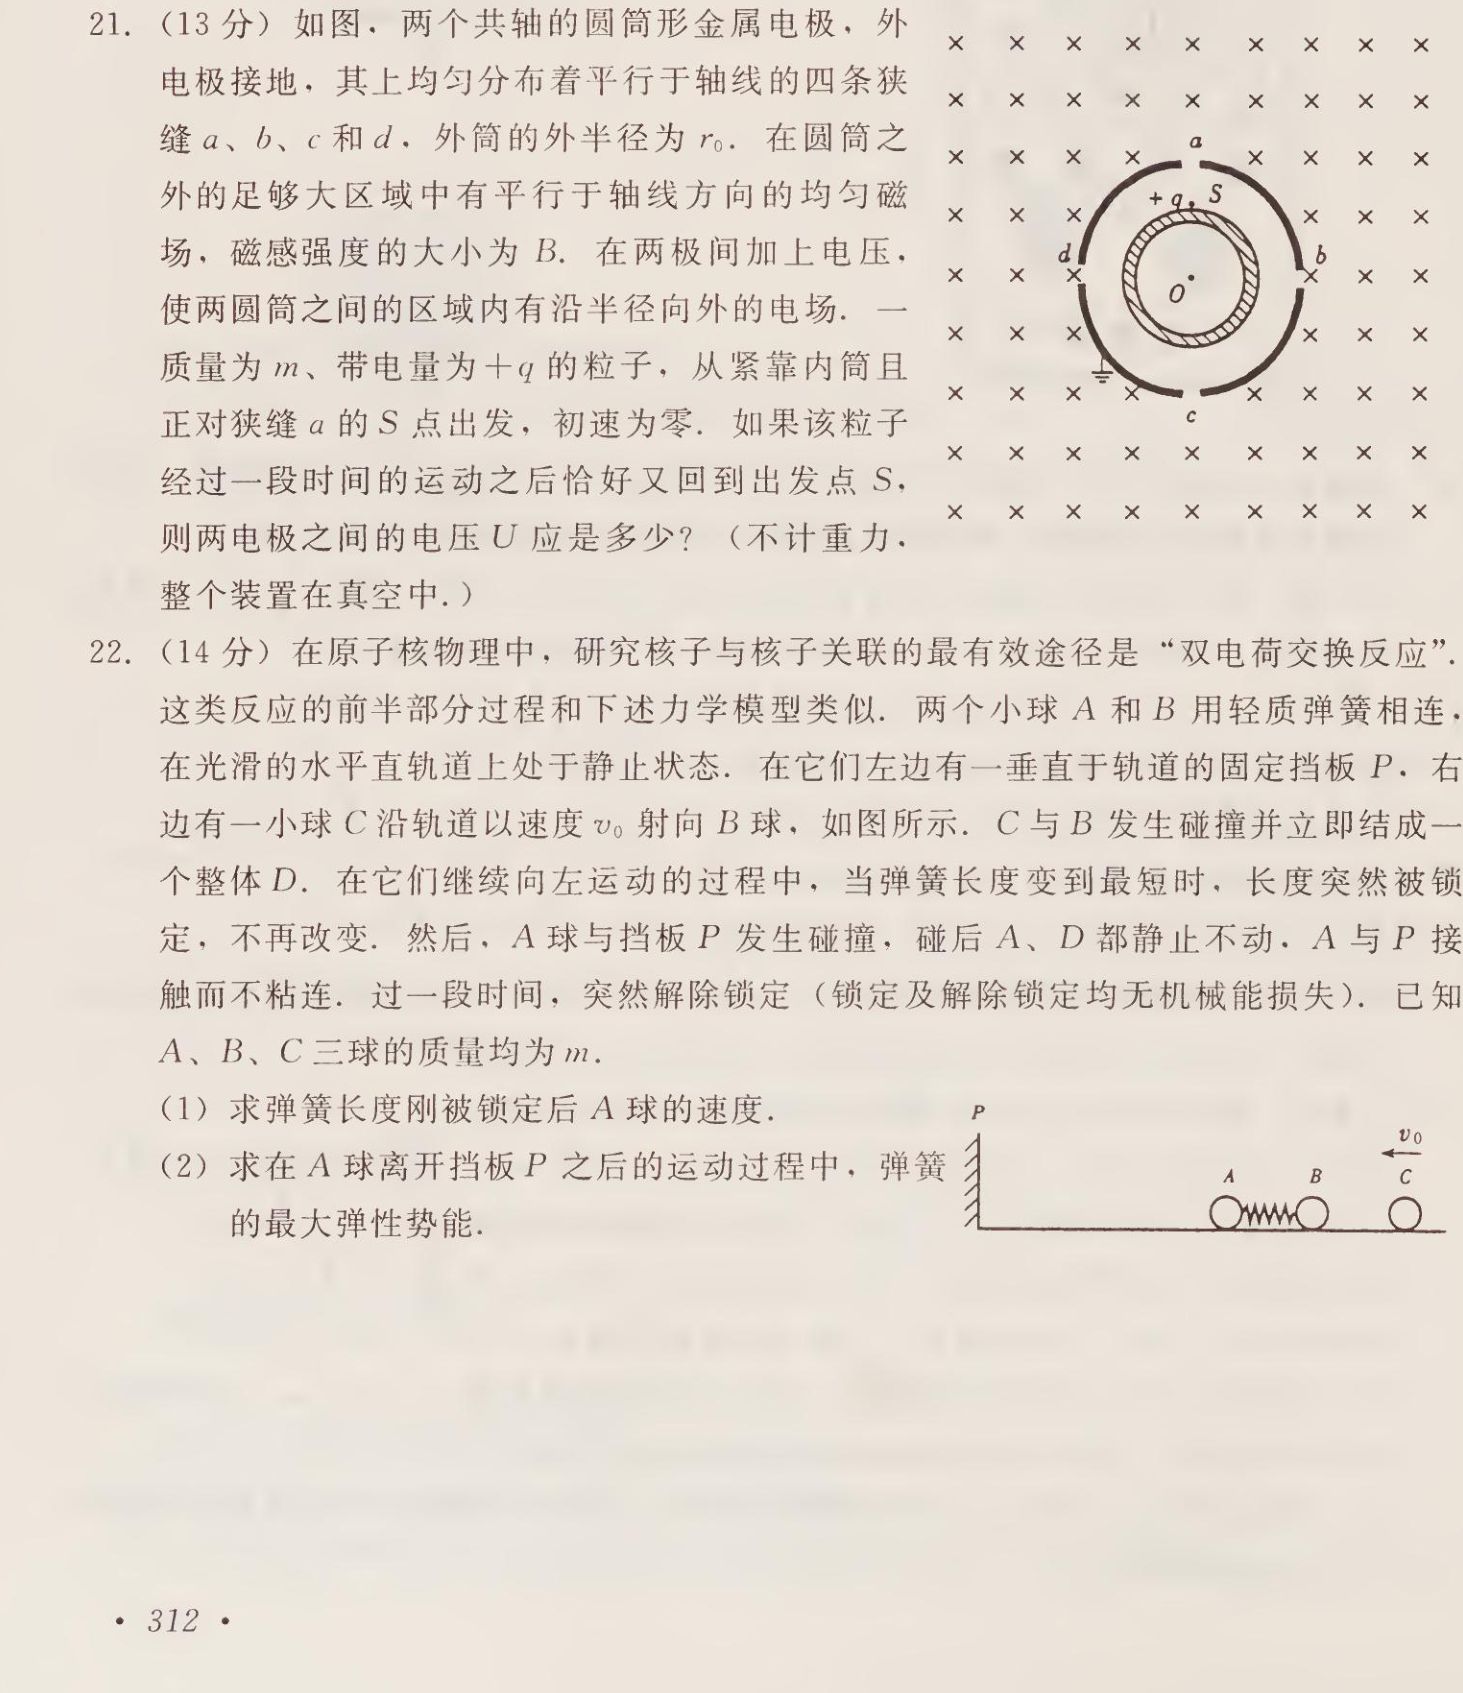 21. （13 分）如图，两个共轴的圆筒形金属电极，外
电极接地，其上均匀分布着平行于轴线的四条狭
缝 a、b、c 和 d，外筒的外半径为 r₀. 在圆筒之
外的足够大区域中有平行于轴线方向的均匀磁
场，磁感强度的大小为 B. 在两极间加上电压，
使两圆筒之间的区域内有沿半径向外的电场. 一
质量为 m、带电量为＋q 的粒子，从紧靠内筒且
正对狭缝 a 的 S 点出发，初速为零. 如果该粒子
经过一段时间的运动之后恰好又回到出发点 S，
则两电极之间的电压 U 应是多少？（不计重力，
整个装置在真空中.）
a
+q S
d
b
O
c
22. （14 分）在原子核物理中，研究核子与核子关联的最有效途径是“双电荷交换反应”.
这类反应的前半部分过程和下述力学模型类似. 两个小球 A 和 B 用轻质弹簧相连，
在光滑的水平直轨道上处于静止状态. 在它们左边有一垂直于轨道的固定挡板 P，右
边有一小球 C 沿轨道以速度 v₀ 射向 B 球，如图所示. C 与 B 发生碰撞并立即结成一
个整体 D. 在它们继续向左运动的过程中，当弹簧长度变到最短时，长度突然被锁
定，不再改变. 然后，A 球与挡板 P 发生碰撞，碰后 A、D 都静止不动，A 与 P 接
触而不粘连. 过一段时间，突然解除锁定（锁定及解除锁定均无机械能损失）. 已知
A、B、C 三球的质量均为 m.
（1）求弹簧长度刚被锁定后 A 球的速度.
（2）求在 A 球离开挡板 P 之后的运动过程中，弹簧
的最大弹性势能.
P
v₀
A B C
· 312 ·